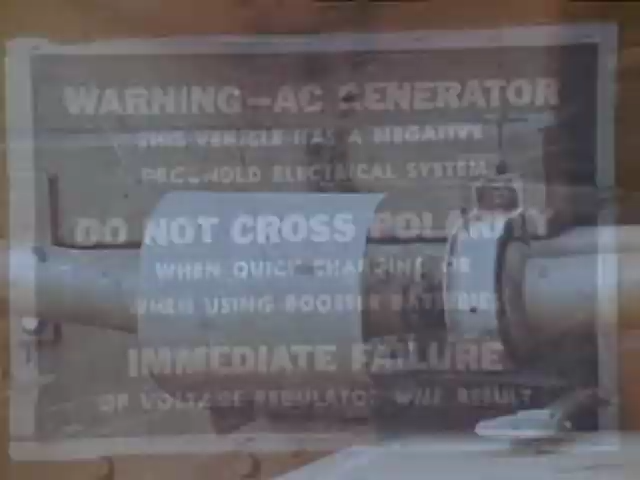 WARNING-AC GENERATOR
THIS VEHICLE HAS A NEGATIVE
GROUND ELECTRICAL SYSTEM
DO NOT CROSS POLARITY
WHEN QUICK CHARGING OR
WHEN USING BOOSTER BATTERIES
IMMEDIATE FAILURE
OF VOLTAGE REGULATOR WILL RESULT